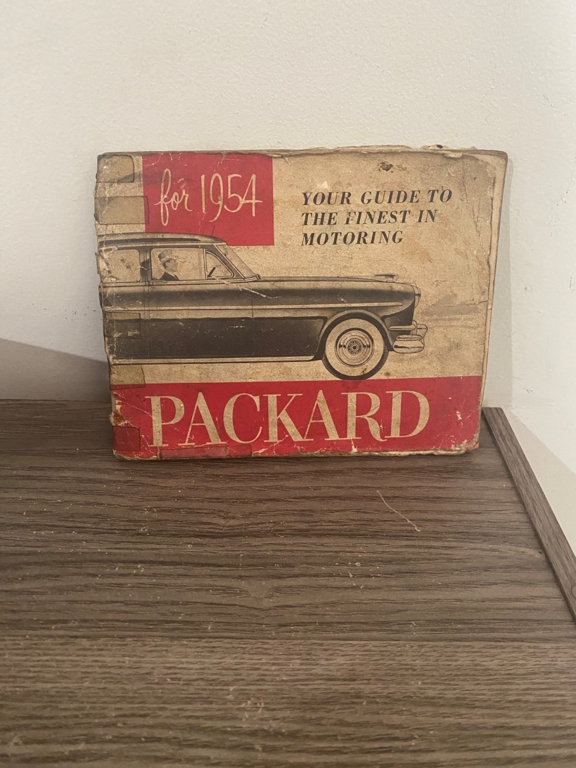 for 1954
YOUR GUIDE TO
THE FINEST IN
MOTORING
PACKARD